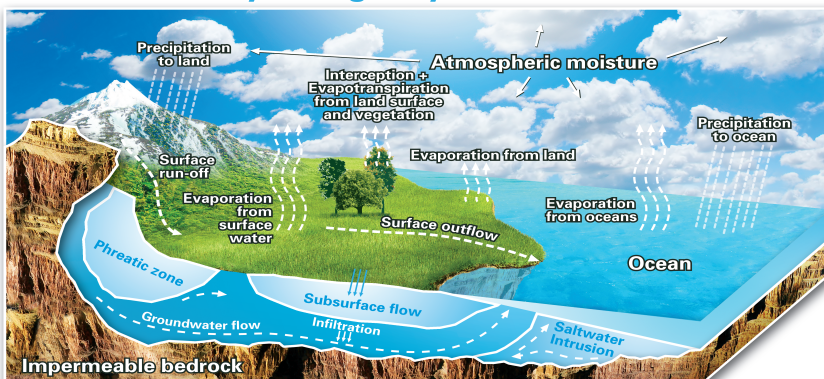 Precipitation
to land
Atmospheric moisture
Interception +
Evapotranspiration
from land surface
and vegetation
Precipitation
to ocean
Surface
run-off
Evaporation from land
Evaporation
from
surface
water
Evaporation
from oceans
Surface outflow
Ocean
Phreatic zone
Subsurface flow
Groundwater flow
Infiltration
Saltwater
Intrusion
Impermeable bedrock